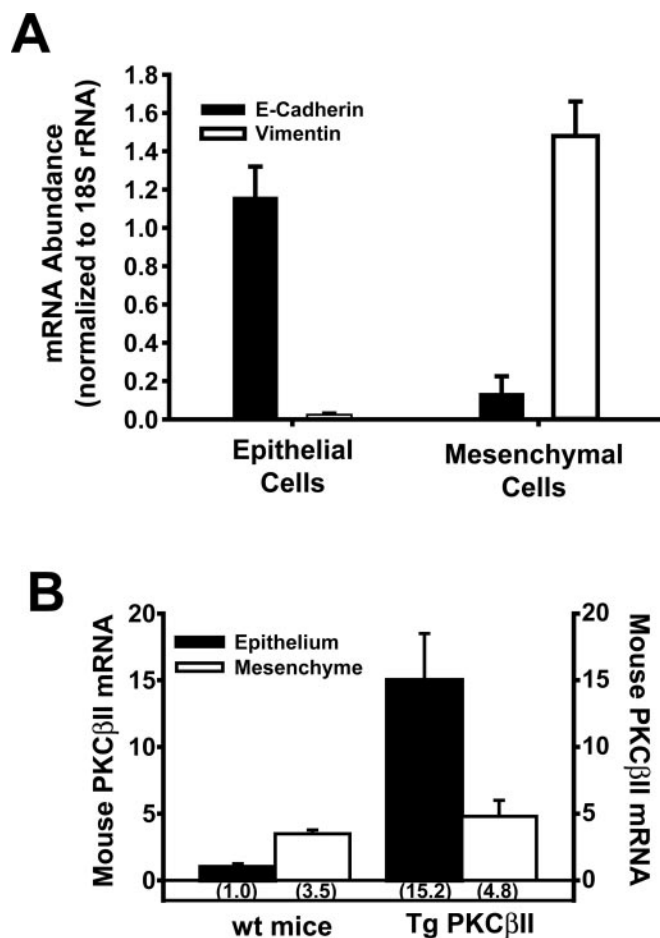 A
mRNA Abundance
(normalized to 18S rRNA)
1.8
1.6
1.4
1.2
1.0
0.8
0.6
0.4
0.2
0.0
E-Cadherin
Vimentin
Epithelial
Cells
Mesenchymal
Cells
B
Mouse PKCβII mRNA
20
15
10
5
0
Epithelium
Mesenchyme
20
15
10
5
0
Mouse PKCβII mRNA
(1.0) (3.5) (15.2) (4.8)
wt mice Tg PKCβII